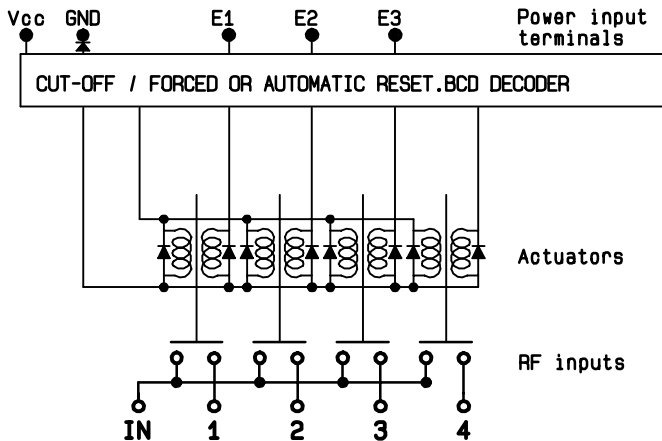 Vcc GND E1 E2 E3 Power input
terminals
CUT-OFF / FORCED OR AUTOMATIC RESET.BCD DECODER
Actuators
RF inputs
IN 1 2 3 4